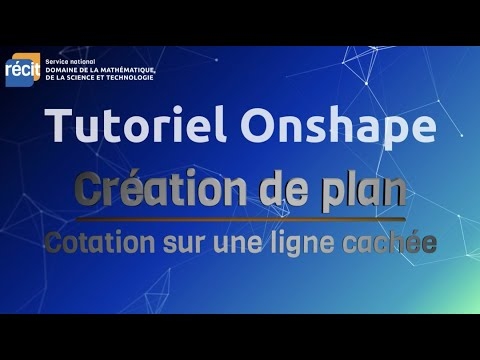 récit
Service national
DOMAINE DE LA MATHÉMATIQUE,
DE LA SCIENCE ET TECHNOLOGIE
Tutoriel Onshape
Création de plan
Cotation sur une ligne cachée